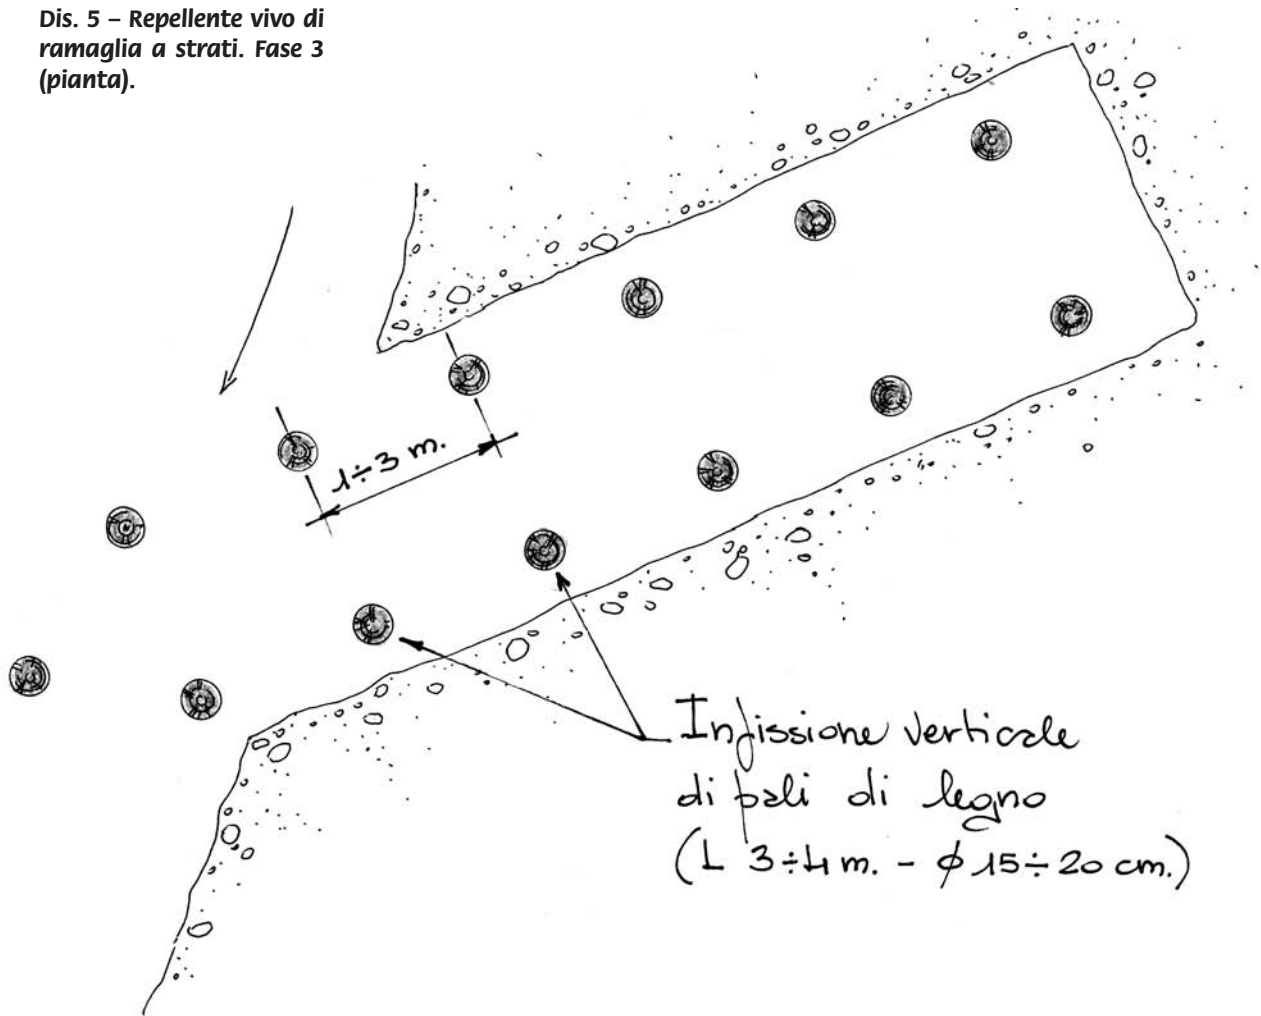 Dis. 5 – Repellente vivo di
ramaglia a strati. Fase 3
(pianta).
1÷3 m.
Infissione verticale
di pali di legno
(L 3÷4 m. - ϕ 15÷20 cm.)